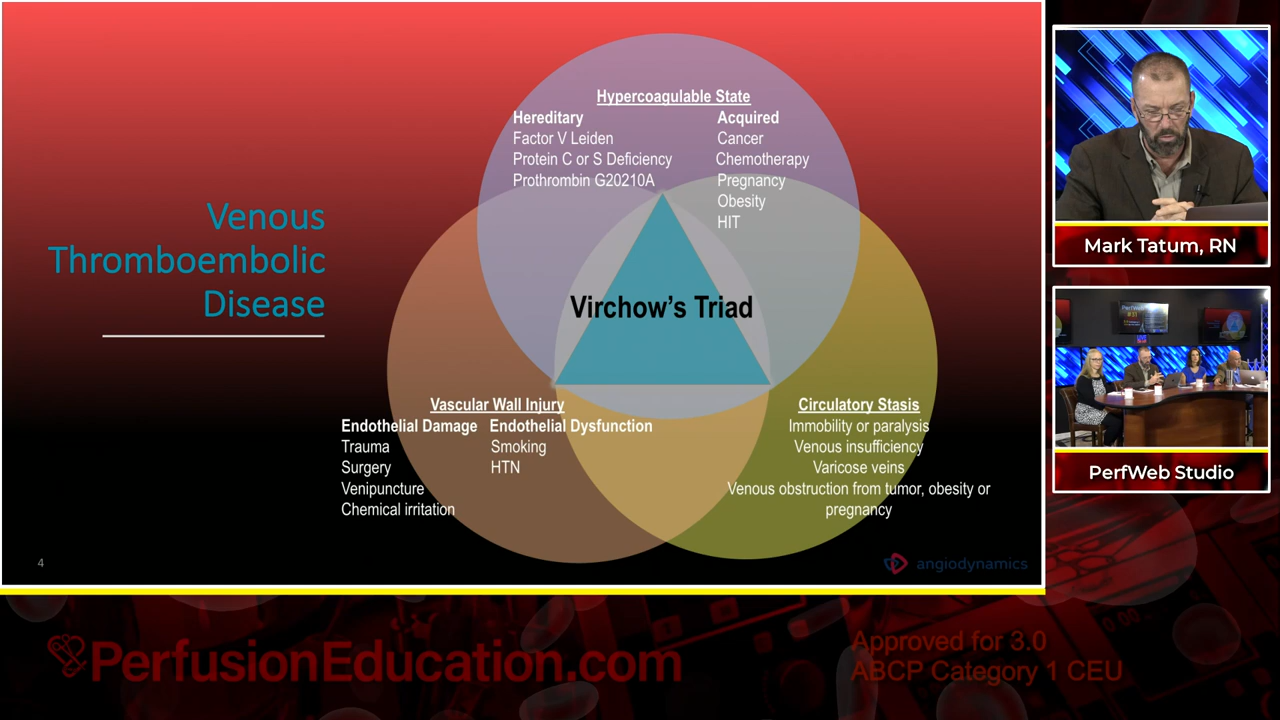 Venous
Thromboembolic
Disease
Hypercoagulable State
Hereditary Acquired
Factor V Leiden Cancer
Protein C or S Deficiency Chemotherapy
Prothrombin G20210A Pregnancy
Obesity
HIT
Virchow's Triad
Vascular Wall Injury
Endothelial Damage Endothelial Dysfunction
Trauma Smoking
Surgery HTN
Venipuncture
Chemical irritation
Circulatory Stasis
Immobility or paralysis
Venous insufficiency
Varicose veins
Venous obstruction from tumor, obesity or
pregnancy
4
angiodynamics
Mark Tatum, RN
PerfWeb Studio
PerfusionEducation.com
Approved for 3.0
ABCP Category 1 CEU